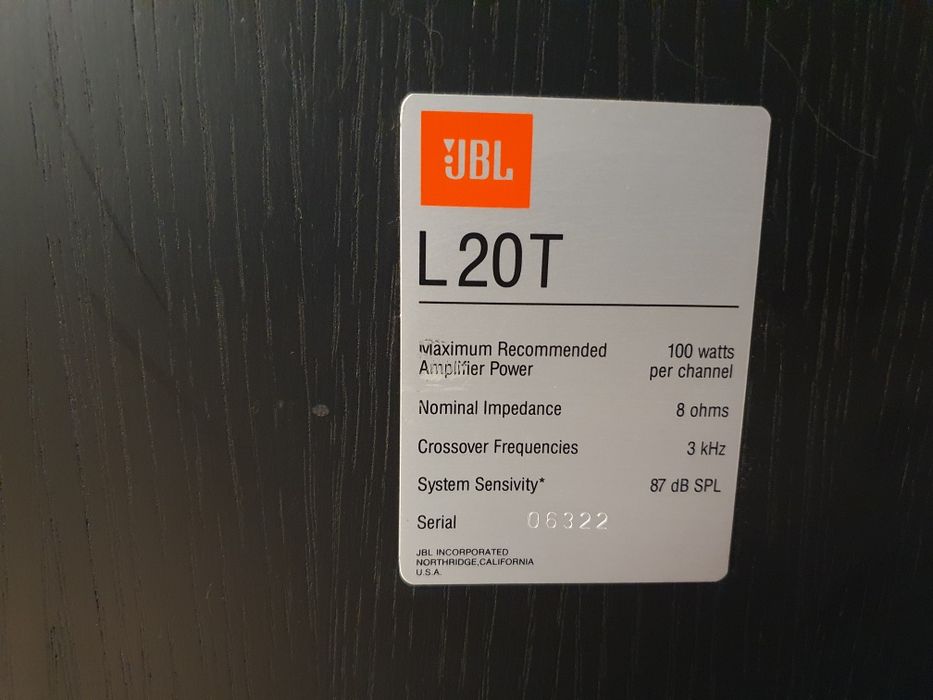 JBL
L20T
Maximum Recommended Amplifier Power 100 watts per channel
Nominal Impedance 8 ohms
Crossover Frequencies 3 kHz
System Sensivity* 87 dB SPL
Serial 06322
JBL INCORPORATED
NORTHRIDGE,CALIFORNIA
U.S.A.